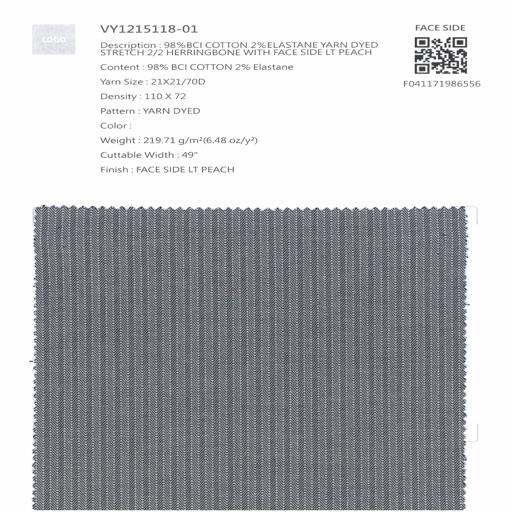 LOGO
VY1215118-01
FACE SIDE
Description : 98%BCI COTTON 2%ELASTANE YARN DYED
STRETCH 2/2 HERRINGBONE WITH FACE SIDE LT PEACH
Content : 98% BCI COTTON 2% Elastane
Yarn Size : 21X21/70D
F041171986556
Density : 110 X 72
Pattern : YARN DYED
Color :
Weight : 219.71 g/m²(6.48 oz/y²)
Cuttable Width : 49"
Finish : FACE SIDE LT PEACH